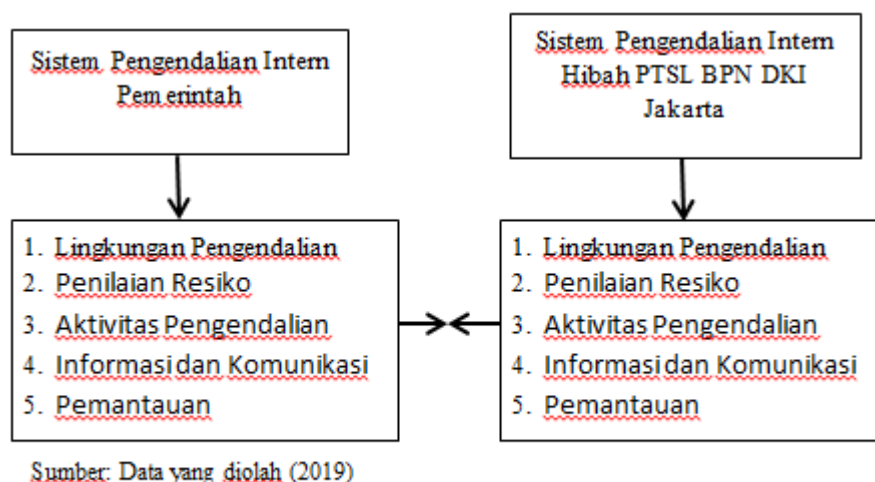 Sistem Pengendalian Intern
Pemerintah
Sistem Pengendalian Intern
Hibah PTSL BPN DKI
Jakarta
1. Lingkungan Pengendalian
2. Penilaian Resiko
3. Aktivitas Pengendalian
4. Informasi dan Komunikasi
5. Pemantauan
1. Lingkungan Pengendalian
2. Penilaian Resiko
3. Aktivitas Pengendalian
4. Informasi dan Komunikasi
5. Pemantauan
Sumber: Data yang diolah (2019)